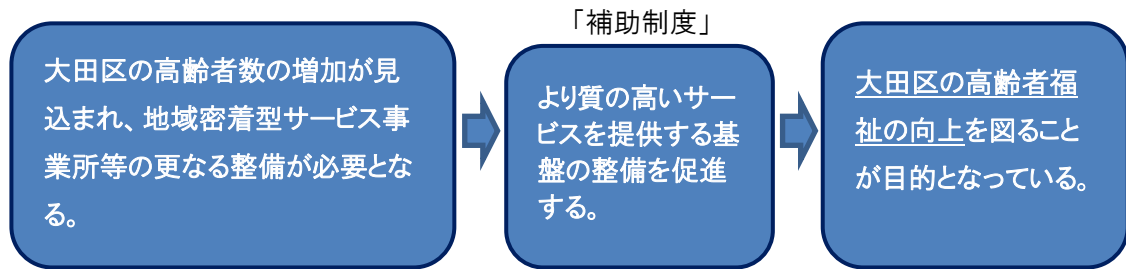 「補助制度」
大田区の高齢者数の増加が見
込まれ、地域密着型サービス事
業所等の更なる整備が必要とな
る。
より質の高いサー
ビスを提供する基
盤の整備を促進
する。
大田区の高齢者福
祉の向上を図ること
が目的となっている。